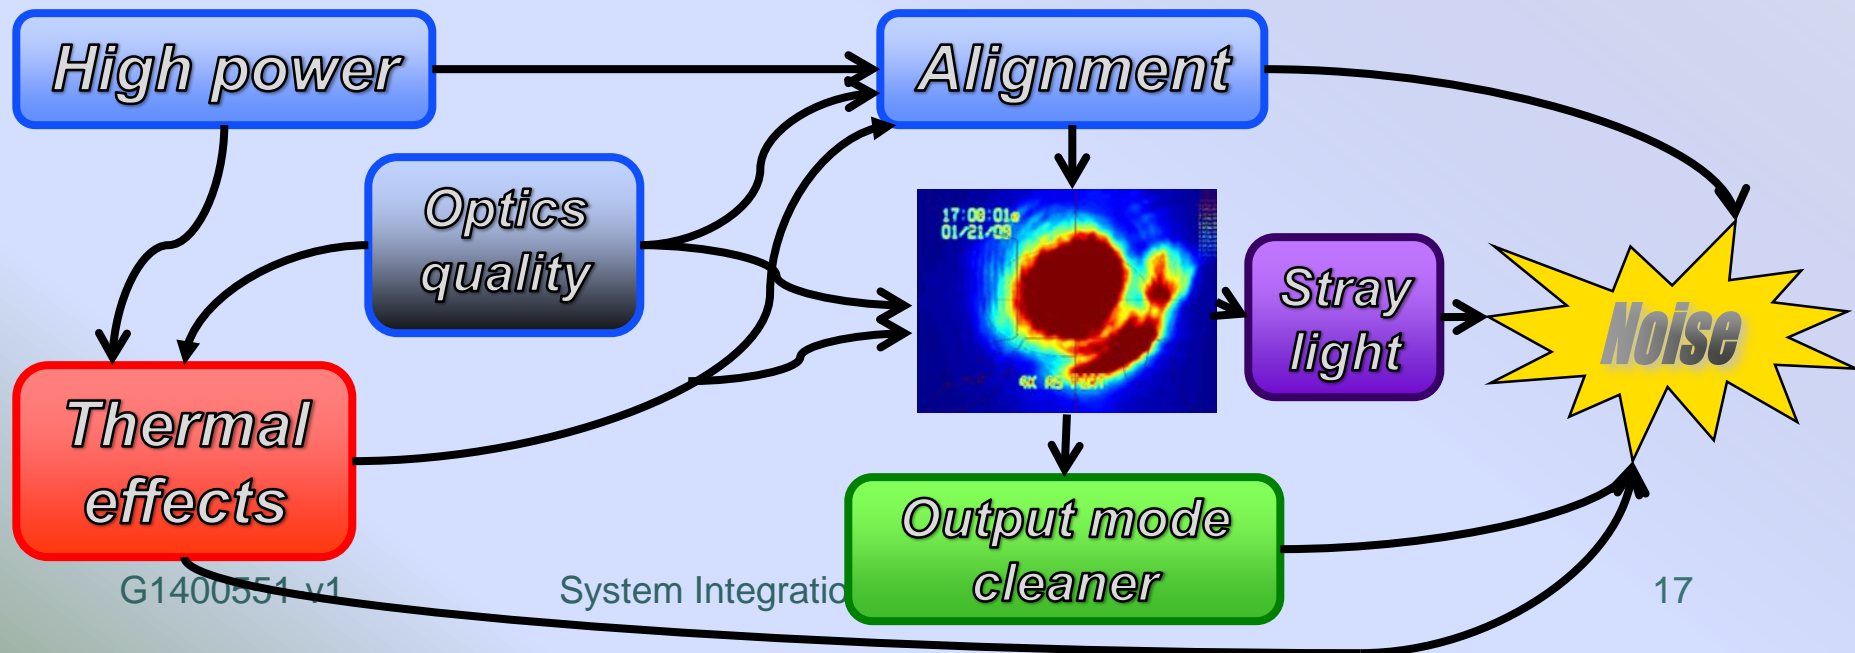 High power
Alignment
Optics
quality
17:08:01
01/21/09
Stray
light
Noise
Thermal
effects
Output mode
cleaner
G1400551-v1
System Integratio
17